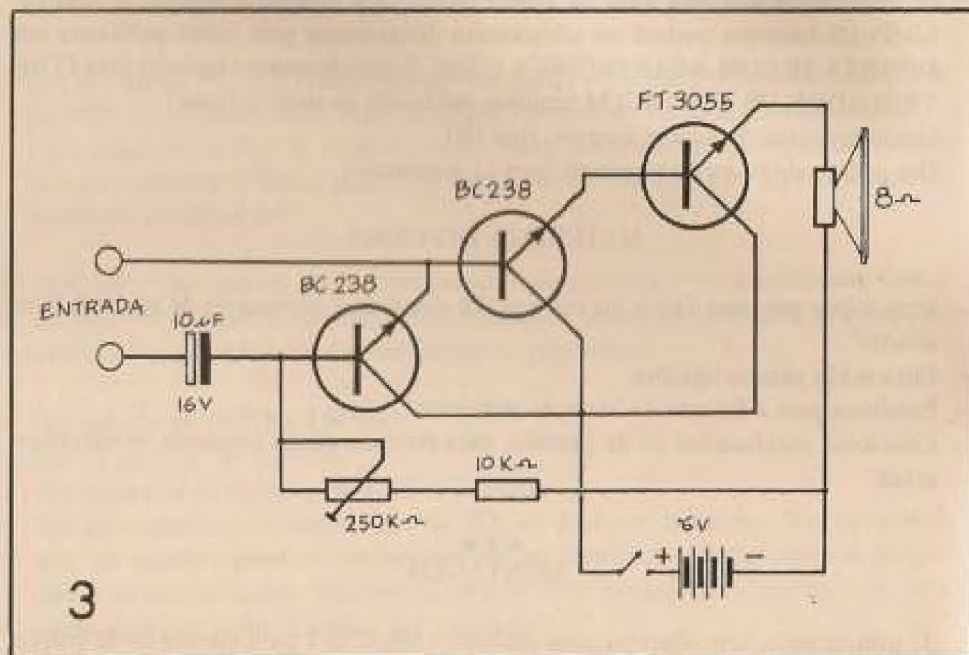 FT3055
BC238
8Ω
BC238
ENTRADA
10µF
16V
10KΩ
250KΩ
6V
+
−
3